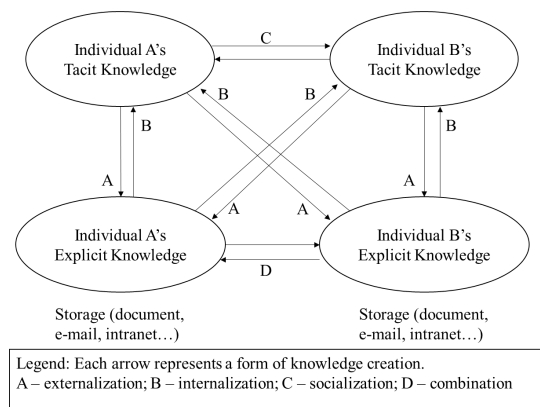 Individual A's
Tacit Knowledge
C
Individual B's
Tacit Knowledge
B
B
B
B
A
A
A
A
Individual A's
Explicit Knowledge
D
Individual B's
Explicit Knowledge
Storage (document,
e-mail, intranet…)
Storage (document,
e-mail, intranet…)
Legend: Each arrow represents a form of knowledge creation.
A – externalization; B – internalization; C – socialization; D – combination